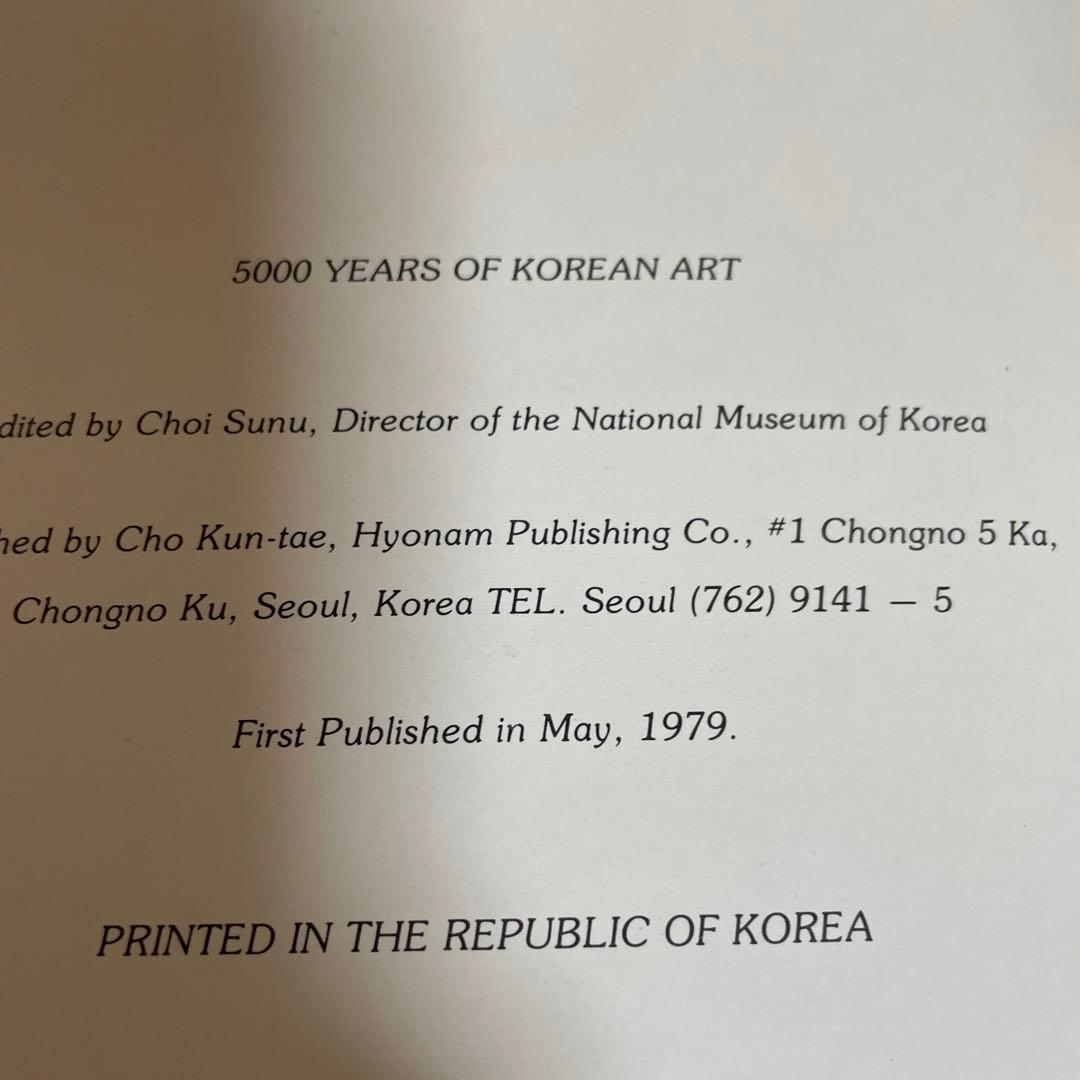 5000 YEARS OF KOREAN ART
dited by Choi Sunu, Director of the National Museum of Korea
hed by Cho Kun-tae, Hyonam Publishing Co., #1 Chongno 5 Ka,
Chongno Ku, Seoul, Korea TEL. Seoul (762) 9141 – 5
First Published in May, 1979.
PRINTED IN THE REPUBLIC OF KOREA